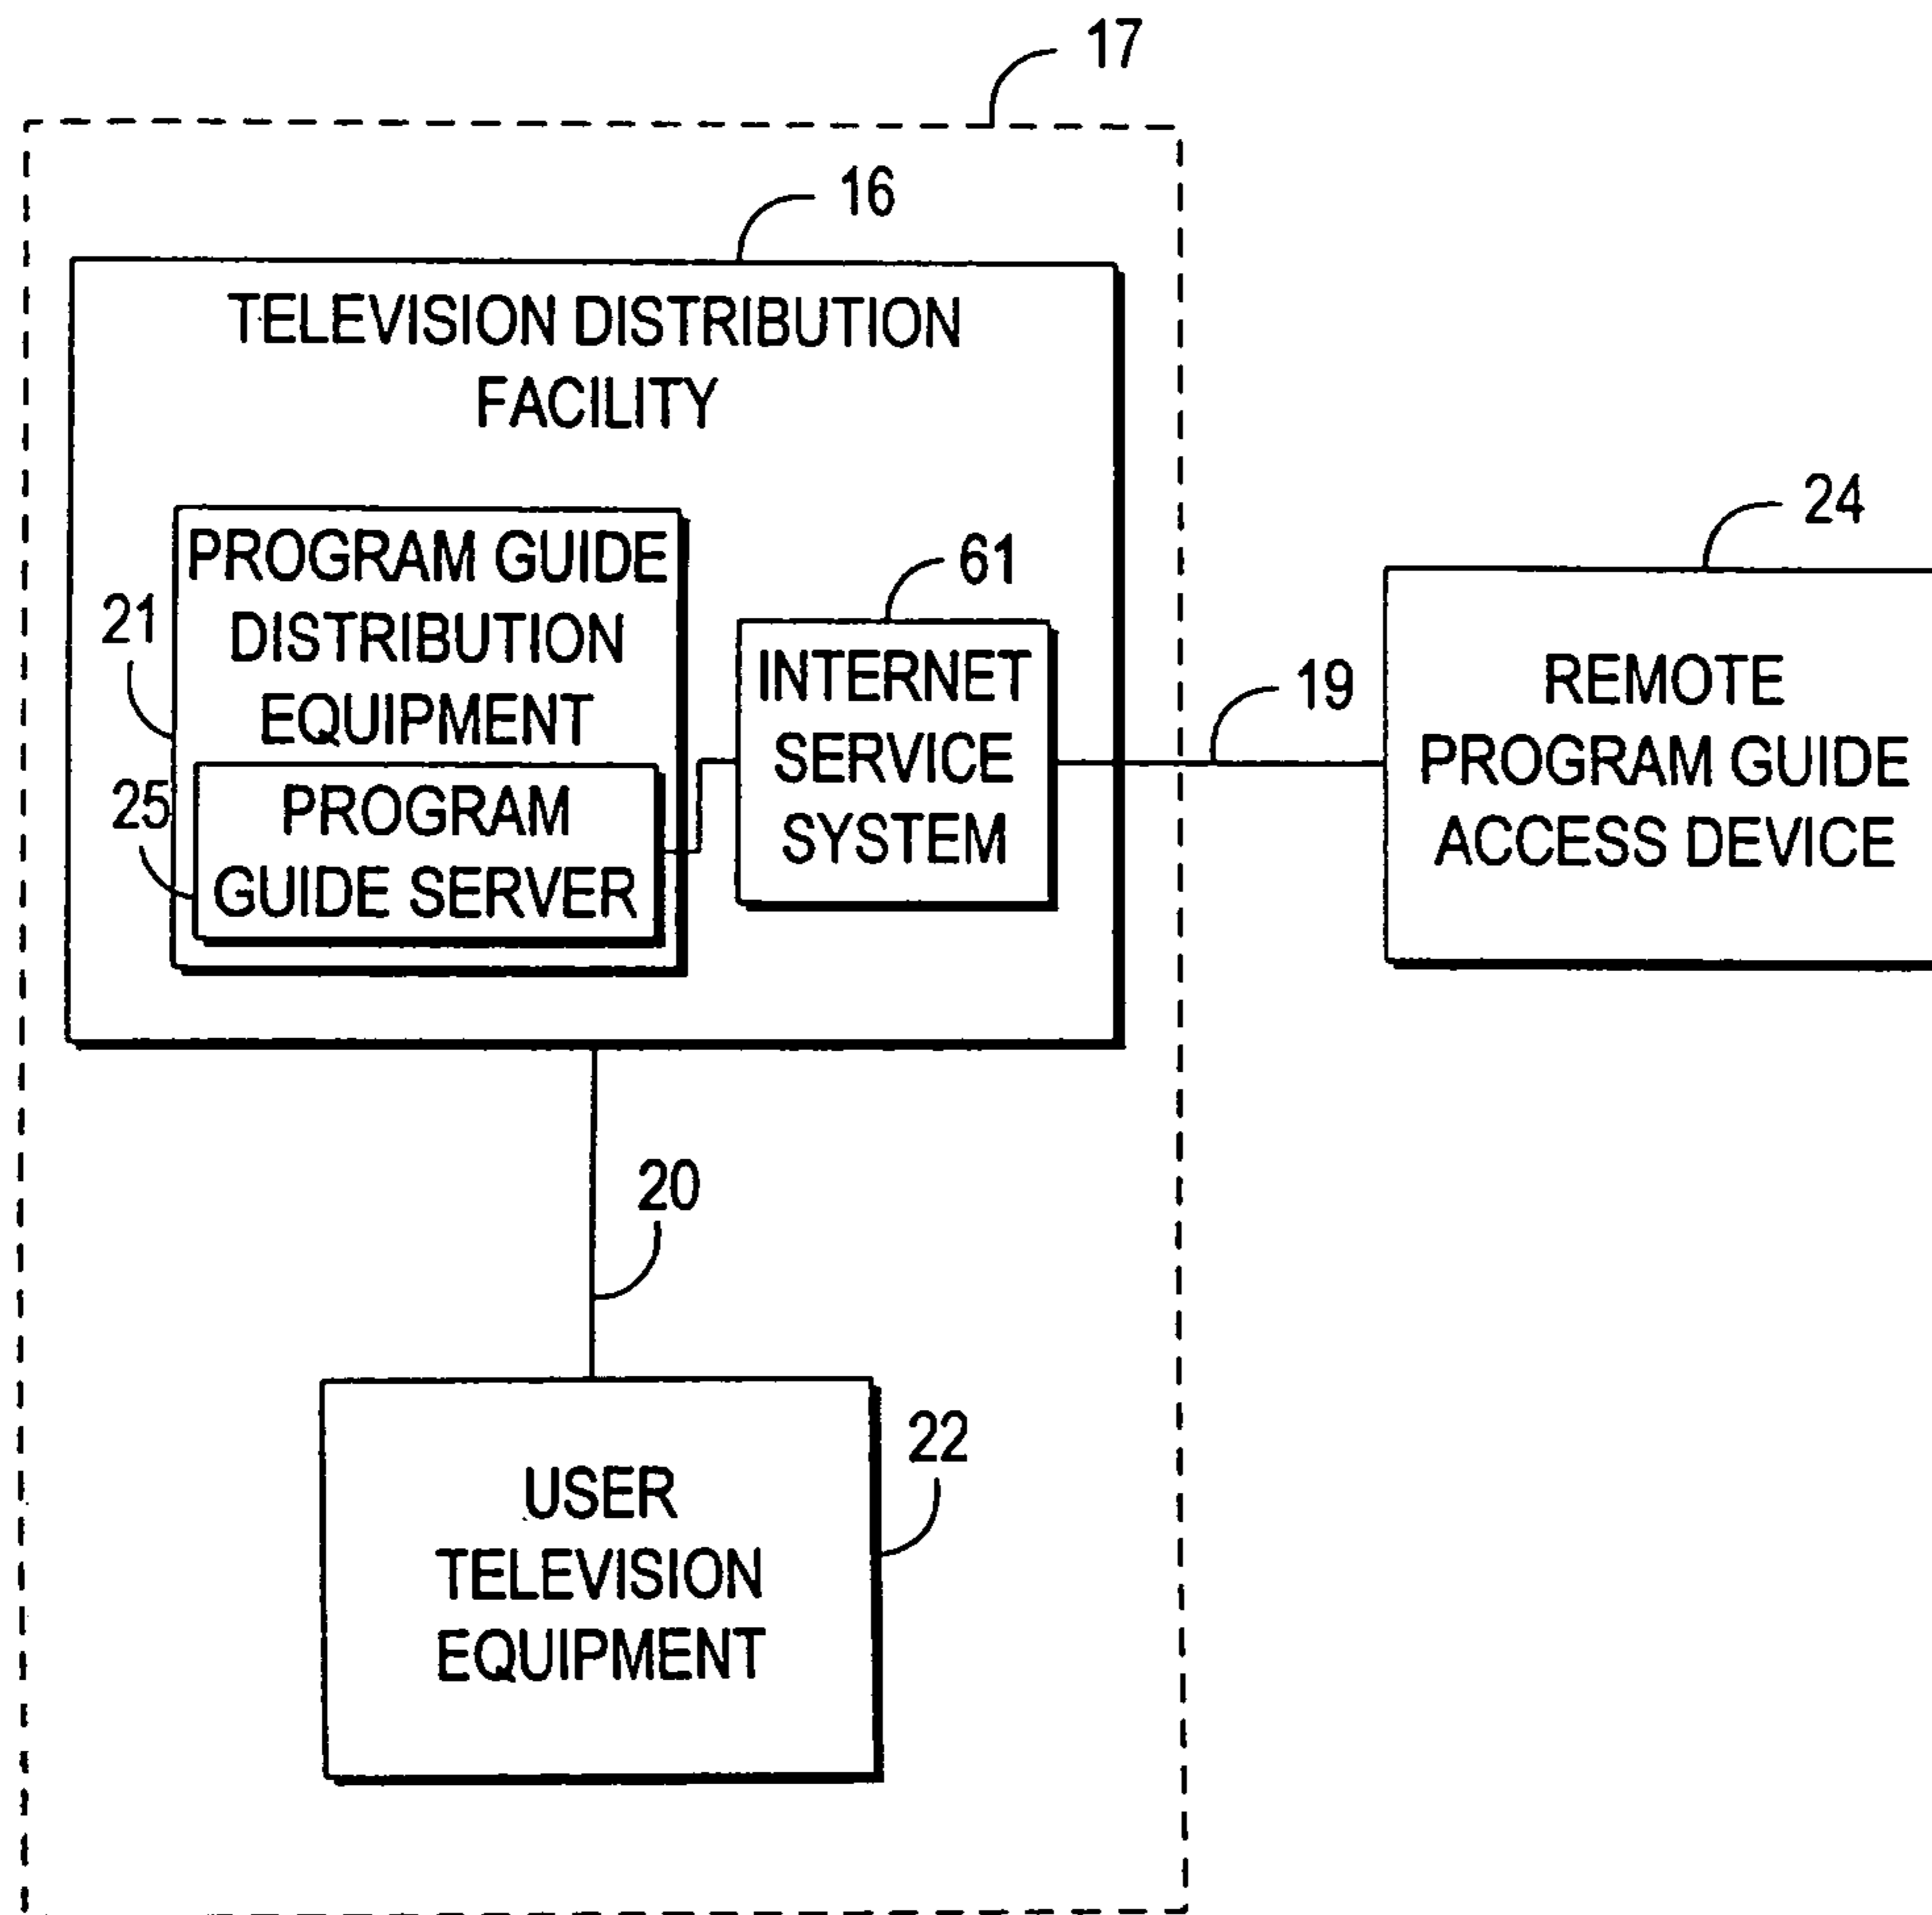 17
16
TELEVISION DISTRIBUTION
FACILITY
24
PROGRAM GUIDE
DISTRIBUTION
EQUIPMENT
21
61
INTERNET
SERVICE
SYSTEM
19
REMOTE
PROGRAM GUIDE
ACCESS DEVICE
25
PROGRAM
GUIDE SERVER
20
22
USER
TELEVISION
EQUIPMENT